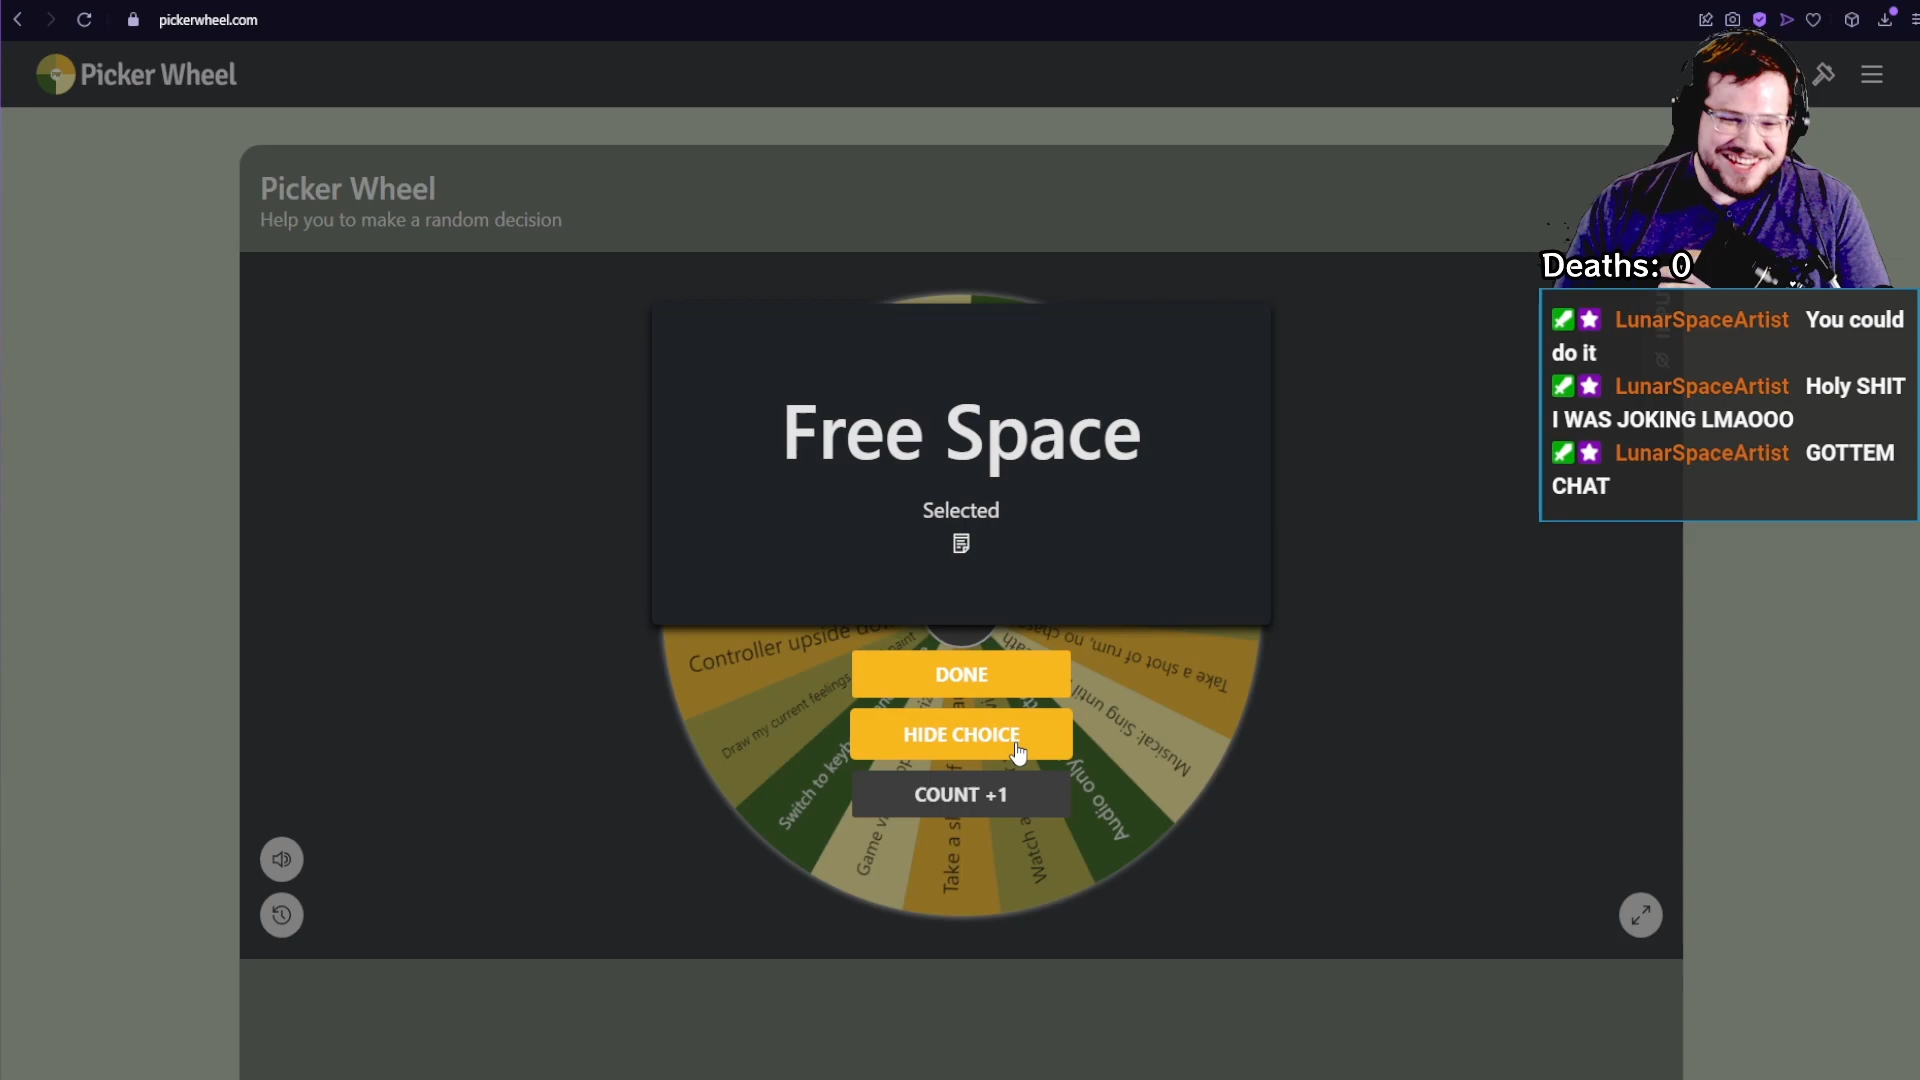 pickerwheel.com
Picker Wheel
Picker Wheel
Help you to make a random decision
Free Space
Selected
DONE
HIDE CHOICE
COUNT +1
Controller upside
Draw my current feelings
paint
Switch to
Game
Take a
Watch a
Audio only
Musical: Sing until
Take a shot of rum, no
Deaths: 0
LunarSpaceArtist You could
do it
LunarSpaceArtist Holy SHIT
I WAS JOKING LMAOOO
LunarSpaceArtist GOTTEM
CHAT